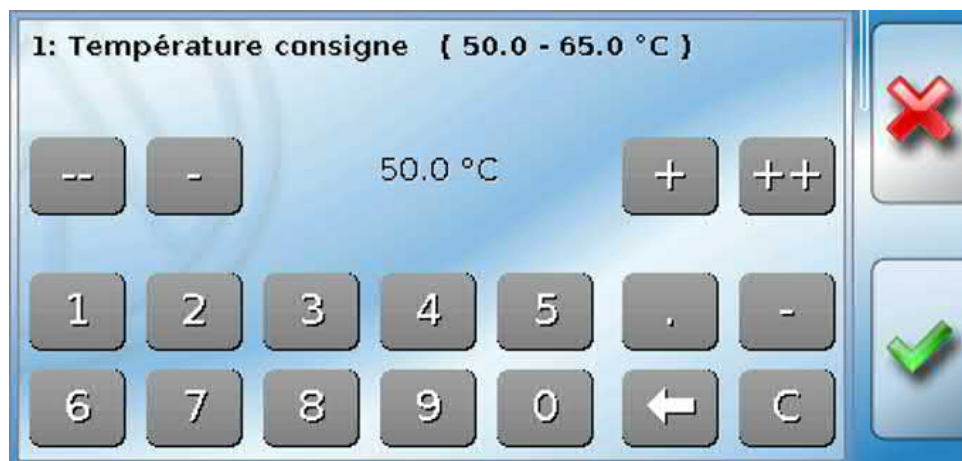 1: Température consigne ( 50.0 - 65.0 °C )
-- - 50.0 °C + ++
1 2 3 4 5 . -
6 7 8 9 0 C